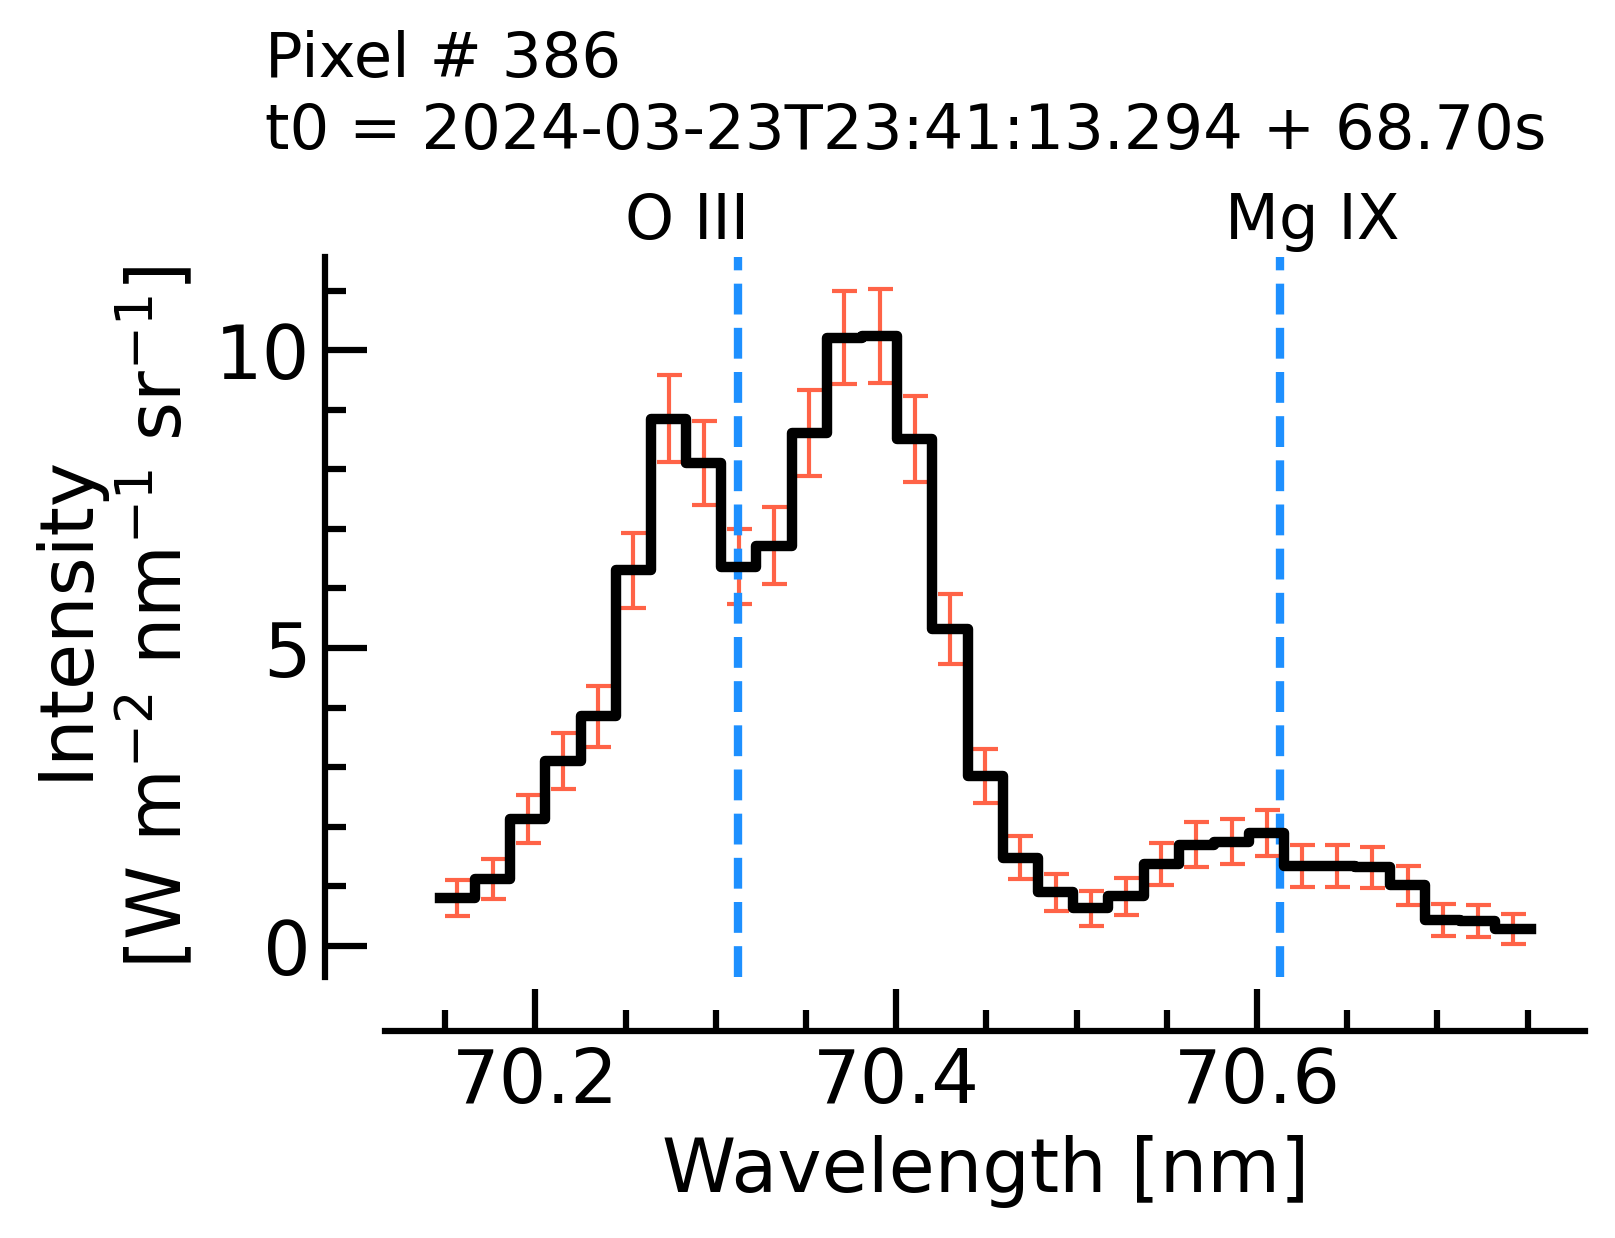 Pixel # 386
t0 = 2024-03-23T23:41:13.294 + 68.70s
O III
Mg IX
Intensity
[W m⁻² nm⁻¹ sr⁻¹]
10
5
0
70.2
70.4
70.6
Wavelength [nm]